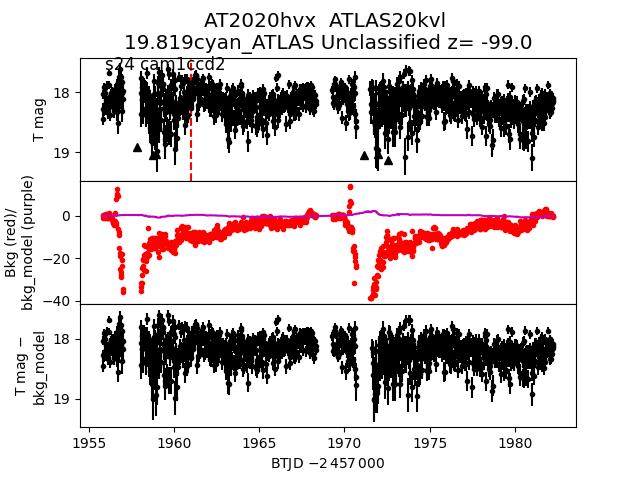 AT2020hvx  ATLAS20kvl
19.819cyan_ATLAS Unclassified z= -99.0
s24 cam1ccd2
T mag
18
19
Bkg (red)/
bkg_model (purple)
0
−20
−40
T mag −
bkg_model
18
19
1955 1960 1965 1970 1975 1980
BTJD −2 457 000